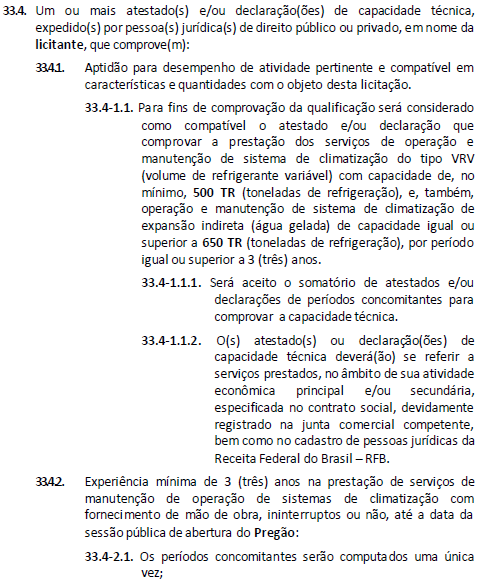 33.4. Um ou mais atestado(s) e/ou declaração(ões) de capacidade técnica,
expedido(s) por pessoa(s) jurídica(s) de direito público ou privado, em nome da
licitante, que comprove(m):
33.4.1. Aptidão para desempenho de atividade pertinente e compatível em
características e quantidades com o objeto desta licitação.
33.4-1.1. Para fins de comprovação da qualificação será considerado
como compatível o atestado e/ou declaração que
comprovar a prestação dos serviços de operação e
manutenção de sistema de climatização do tipo VRV
(volume de refrigerante variável) com capacidade de, no
mínimo, 500 TR (toneladas de refrigeração), e, também,
operação e manutenção de sistema de climatização de
expansão indireta (água gelada) de capacidade igual ou
superior a 650 TR (toneladas de refrigeração), por período
igual ou superior a 3 (três) anos.
33.4-1.1.1. Será aceito o somatório de atestados e/ou
declarações de períodos concomitantes para
comprovar a capacidade técnica.
33.4-1.1.2. O(s) atestado(s) ou declaração(ões) de
capacidade técnica deverá(ão) se referir a
serviços prestados, no âmbito de sua atividade
econômica principal e/ou secundária,
especificada no contrato social, devidamente
registrado na junta comercial competente,
bem como no cadastro de pessoas jurídicas da
Receita Federal do Brasil – RFB.
33.4.2. Experiência mínima de 3 (três) anos na prestação de serviços de
manutenção de operação de sistemas de climatização com
fornecimento de mão de obra, ininterruptos ou não, até a data da
sessão pública de abertura do Pregão:
33.4-2.1. Os períodos concomitantes serão computados uma única
vez;